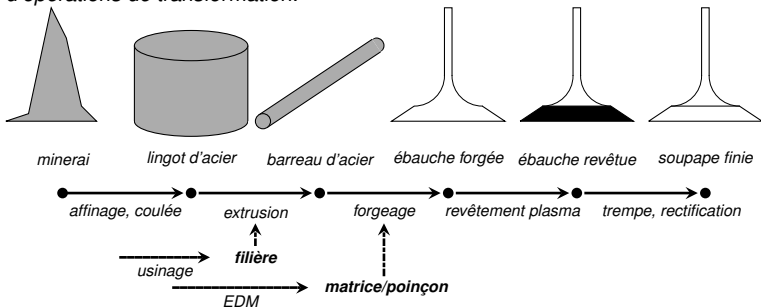 d'opérations de transformation.
minerai lingot d'acier barreau d'acier ébauche forgée ébauche revêtue soupape finie
affinage, coulée extrusion forgeage revêtement plasma trempe, rectification
usinage filière
EDM matrice/poinçon